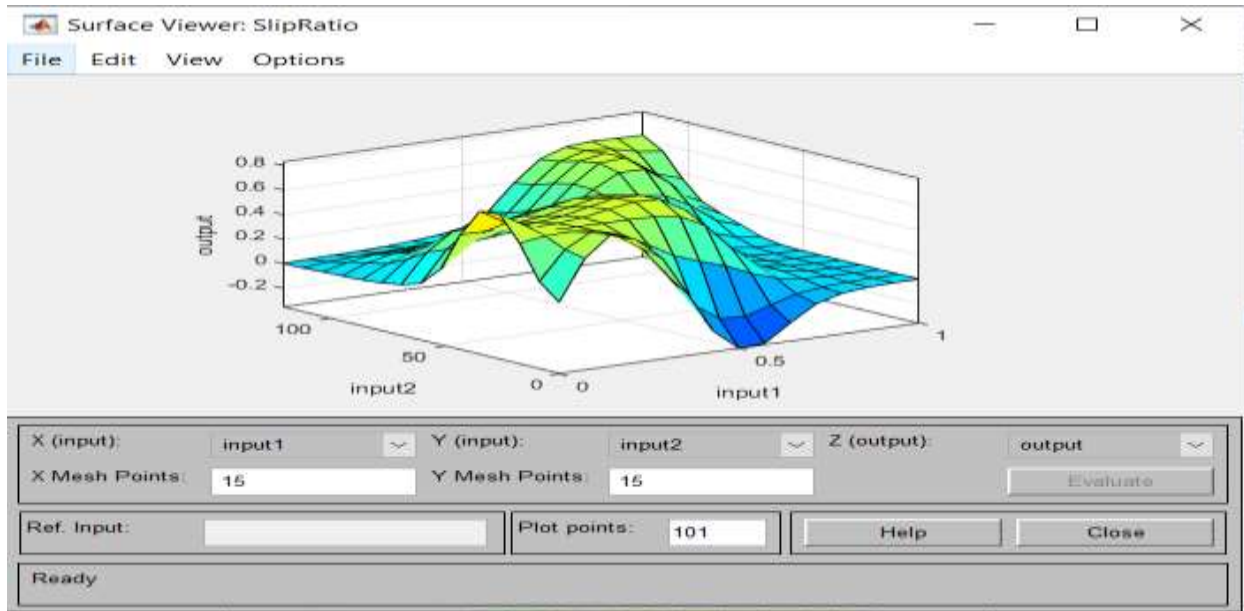 Surface Viewer: SlipRatio
File Edit View Options
0.8
0.6
0.4
0.2
0
-0.2
output
100
50
0
input2
0
0.5
1
input1
X (input): input1 Y (input): input2 Z (output): output
X Mesh Points: 15 Y Mesh Points: 15 Evaluate
Ref. Input: Plot points: 101 Help Close
Ready